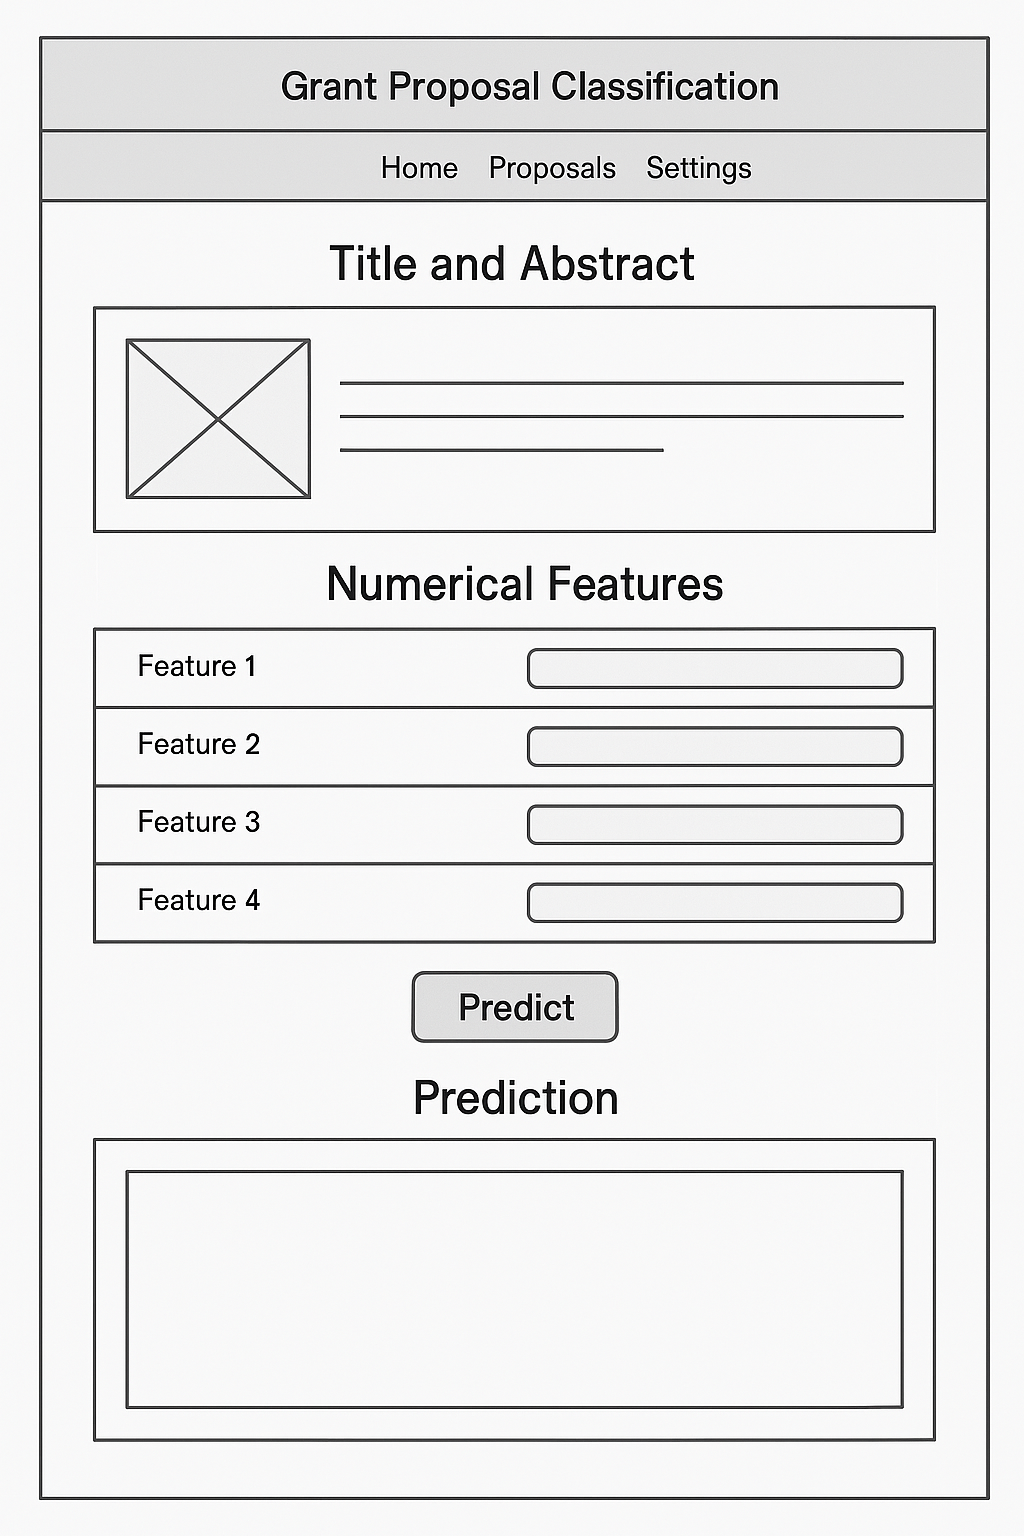 Grant Proposal Classification
Home Proposals Settings
Title and Abstract
Numerical Features
Feature 1
Feature 2
Feature 3
Feature 4
Predict
Prediction